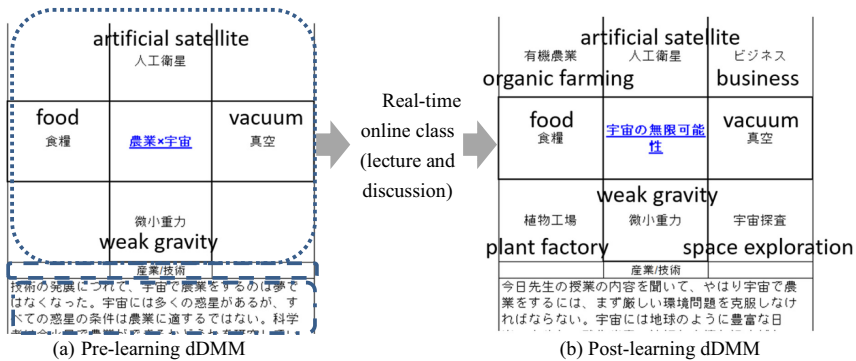 artificial satellite
人工衛星
food
食糧
農業×宇宙
vacuum
真空
微小重力
weak gravity
産業/技術
技術の発展につれて、宇宙で農業をするのは夢で
はなくなった。宇宙には多くの惑星があるが、す
べての惑星の条件は農業に適するではない。科学
(a) Pre-learning dDMM
Real-time
online class
(lecture and
discussion)
artificial satellite
有機農業
人工衛星
ビジネス
organic farming
business
food
食糧
宇宙の無限可能
性
vacuum
真空
weak gravity
植物工場
微小重力
宇宙探査
plant factory
space exploration
産業/技術
今日先生の授業の内容を聞いて、やはり宇宙で農
業をするには、まず厳しい環境問題を克服しなけ
ればならない。宇宙には地球のように豊富な日
(b) Post-learning dDMM